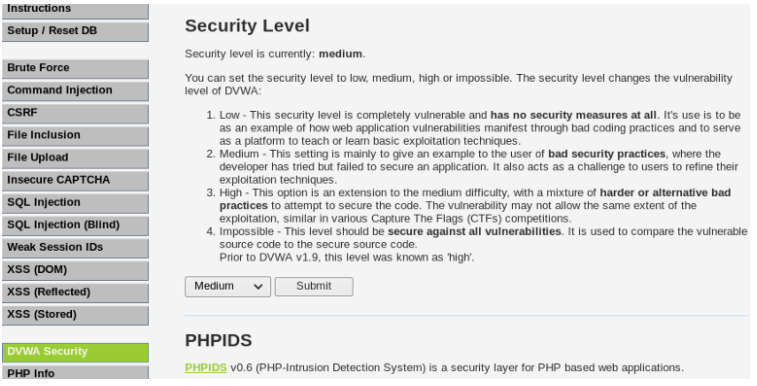 Instructions
Setup / Reset DB
Brute Force
Command Injection
CSRF
File Inclusion
File Upload
Insecure CAPTCHA
SQL Injection
SQL Injection (Blind)
Weak Session IDs
XSS (DOM)
XSS (Reflected)
XSS (Stored)
DVWA Security
PHP Info
Security Level
Security level is currently: medium.
You can set the security level to low, medium, high or impossible. The security level changes the vulnerability
level of DVWA:
1. Low - This security level is completely vulnerable and has no security measures at all. It's use is to be
as an example of how web application vulnerabilities manifest through bad coding practices and to serve
as a platform to teach or learn basic exploitation techniques.
2. Medium - This setting is mainly to give an example to the user of bad security practices, where the
developer has tried but failed to secure an application. It also acts as a challenge to users to refine their
exploitation techniques.
3. High - This option is an extension to the medium difficulty, with a mixture of harder or alternative bad
practices to attempt to secure the code. The vulnerability may not allow the same extent of the
exploitation, similar in various Capture The Flags (CTFs) competitions.
4. Impossible - This level should be secure against all vulnerabilities. It is used to compare the vulnerable
source code to the secure source code.
Prior to DVWA v1.9, this level was known as 'high'.
Medium
Submit
PHPIDS
PHPIDS v0.6 (PHP-Intrusion Detection System) is a security layer for PHP based web applications.